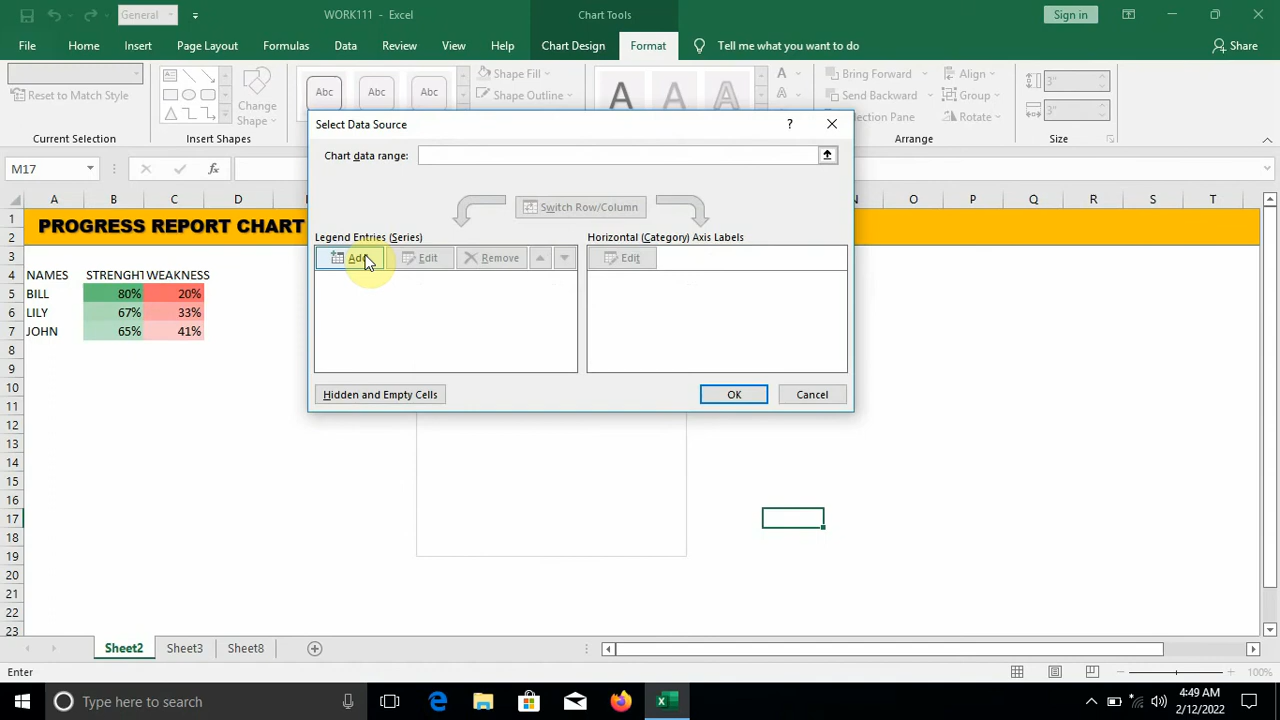 General
WORK111 - Excel
Chart Tools
Sign in
File
Home
Insert
Page Layout
Formulas
Data
Review
View
Help
Chart Design
Format
Tell me what you want to do
Share
Reset to Match Style
Current Selection
Change
Shape
Insert Shapes
Abc
Abc
Abc
Shape Fill
Shape Outline
A
A
A
A
A
Bring Forward
Send Backward
Selection Pane
Align
Group
Rotate
Arrange
3"
3"
Size
M17
fx
Select Data Source
?
Chart data range:
Switch Row/Column
Legend Entries (Series)
Horizontal (Category) Axis Labels
Add
Edit
Remove
Edit
Hidden and Empty Cells
OK
Cancel
A B C D N O P Q R S T
1
2
PROGRESS REPORT CHART
3
4 NAMES STRENGHT WEAKNESS
5 BILL 80% 20%
6 LILY 67% 33%
7 JOHN 65% 41%
8
9
10
11
12
13
14
15
16
17
18
19
20
21
22
23
Sheet2
Sheet3
Sheet8
Enter
100%
Type here to search
4:49 AM
2/12/2022